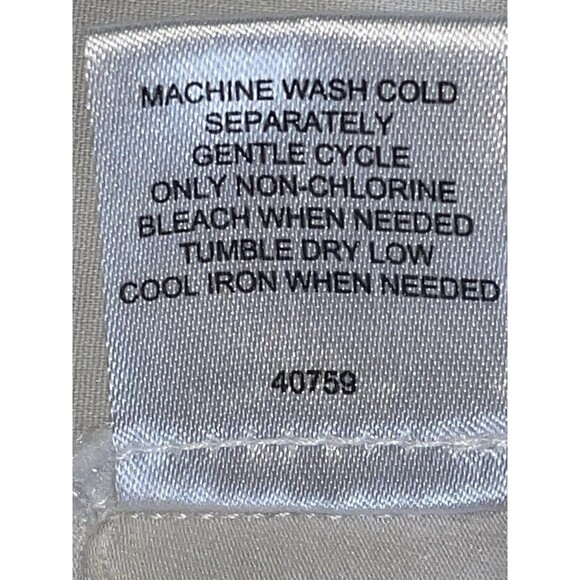 MACHINE WASH COLD
SEPARATELY
GENTLE CYCLE
ONLY NON-CHLORINE
BLEACH WHEN NEEDED
TUMBLE DRY LOW
COOL IRON WHEN NEEDED
40759